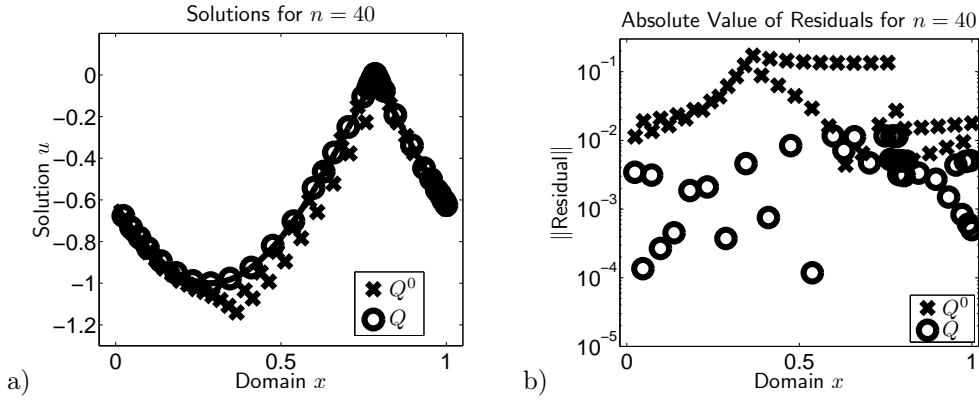 Solutions for n = 40
Solution u
0
−0.2
−0.4
−0.6
−0.8
−1
−1.2
0
0.5
1
Domain x
Q⁰
Q
a)
Absolute Value of Residuals for n = 40
||Residual||
10⁻¹
10⁻²
10⁻³
10⁻⁴
10⁻⁵
0
0.5
1
Domain x
Q⁰
Q
b)